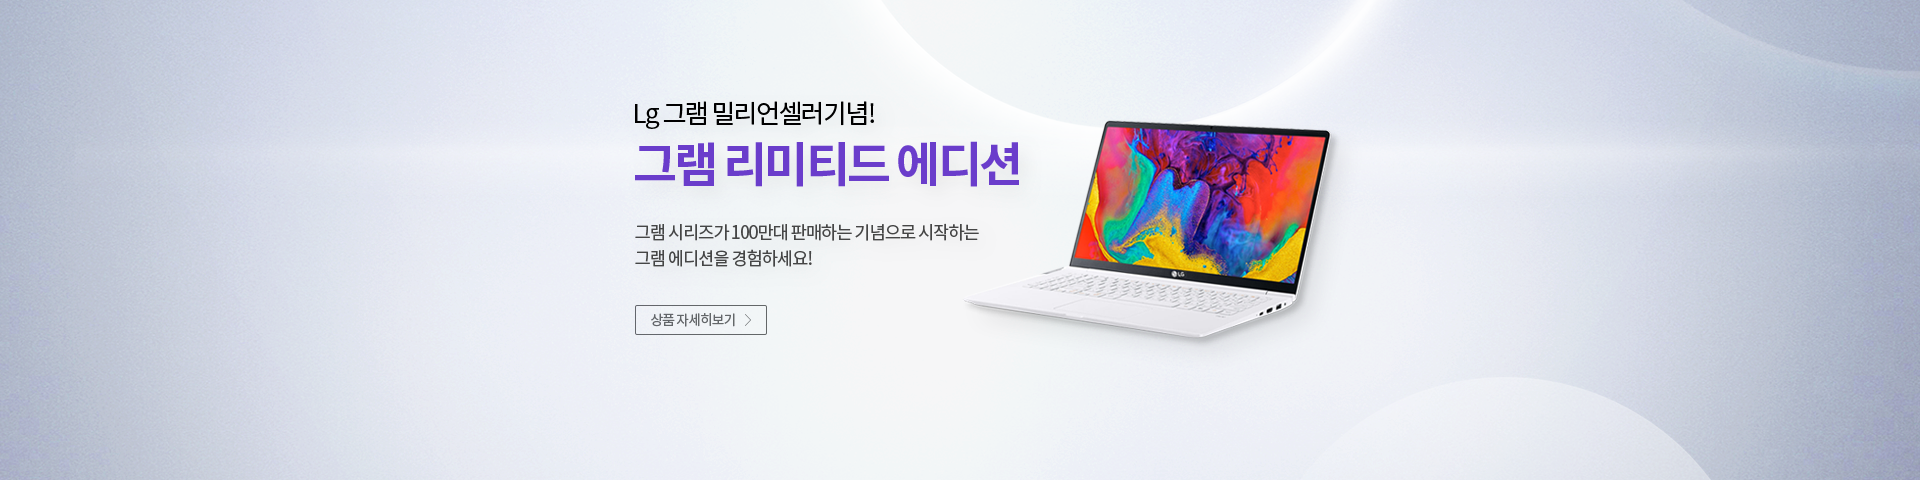 Lg 그램 밀리언셀러기념!
그램 리미티드 에디션
그램 시리즈가 100만대 판매하는 기념으로 시작하는
그램 에디션을 경험하세요!
상품 자세히보기 >
LG